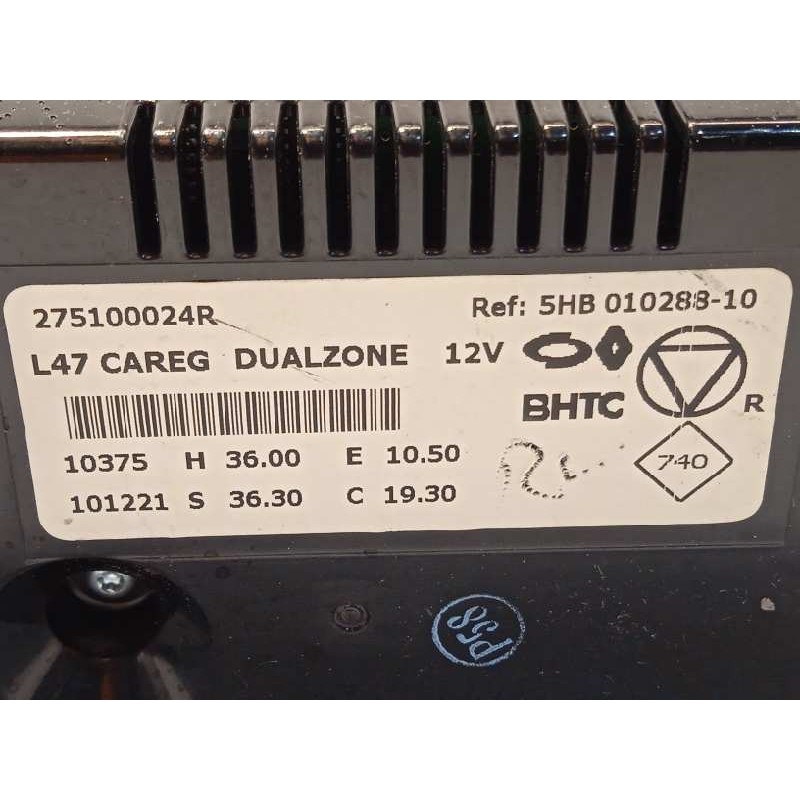 275100024R Ref: 5HB 010288-10
L47 CAREG DUALZONE 12V
BHTC R
10375 H 36.00 E 10.50
740
101221 S 36.30 C 19.30
P58